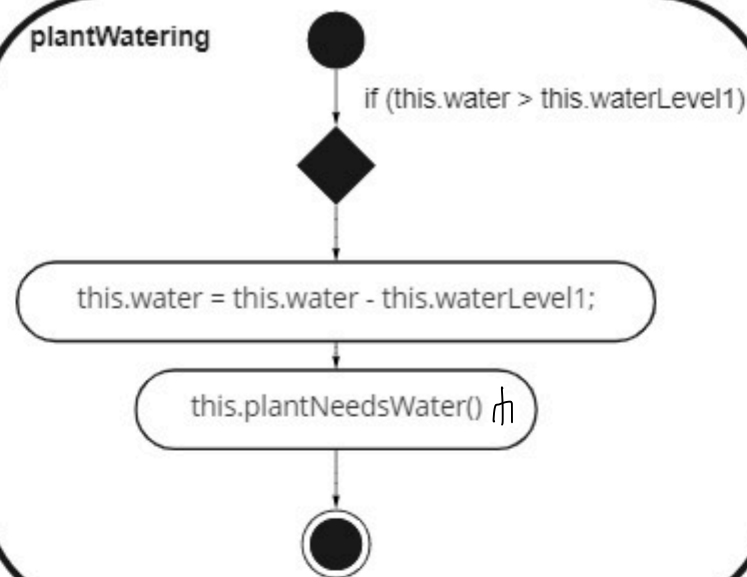 plantWatering
if (this.water > this.waterLevel1)
this.water = this.water - this.waterLevel1;
this.plantNeedsWater()